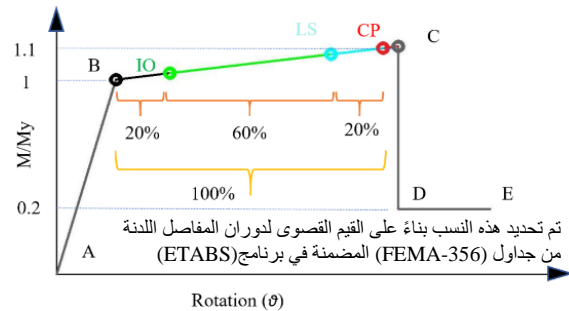 LS
CP
C
1.1
B
IO
1
M/My
20%
60%
20%
100%
D
E
0.2
تم تحديد هذه النسب بناءً على القيم القصوى لدوران المفاصل اللدنة
من جداول (FEMA-356) المضمنة في برنامج(ETABS)
A
Rotation (θ)